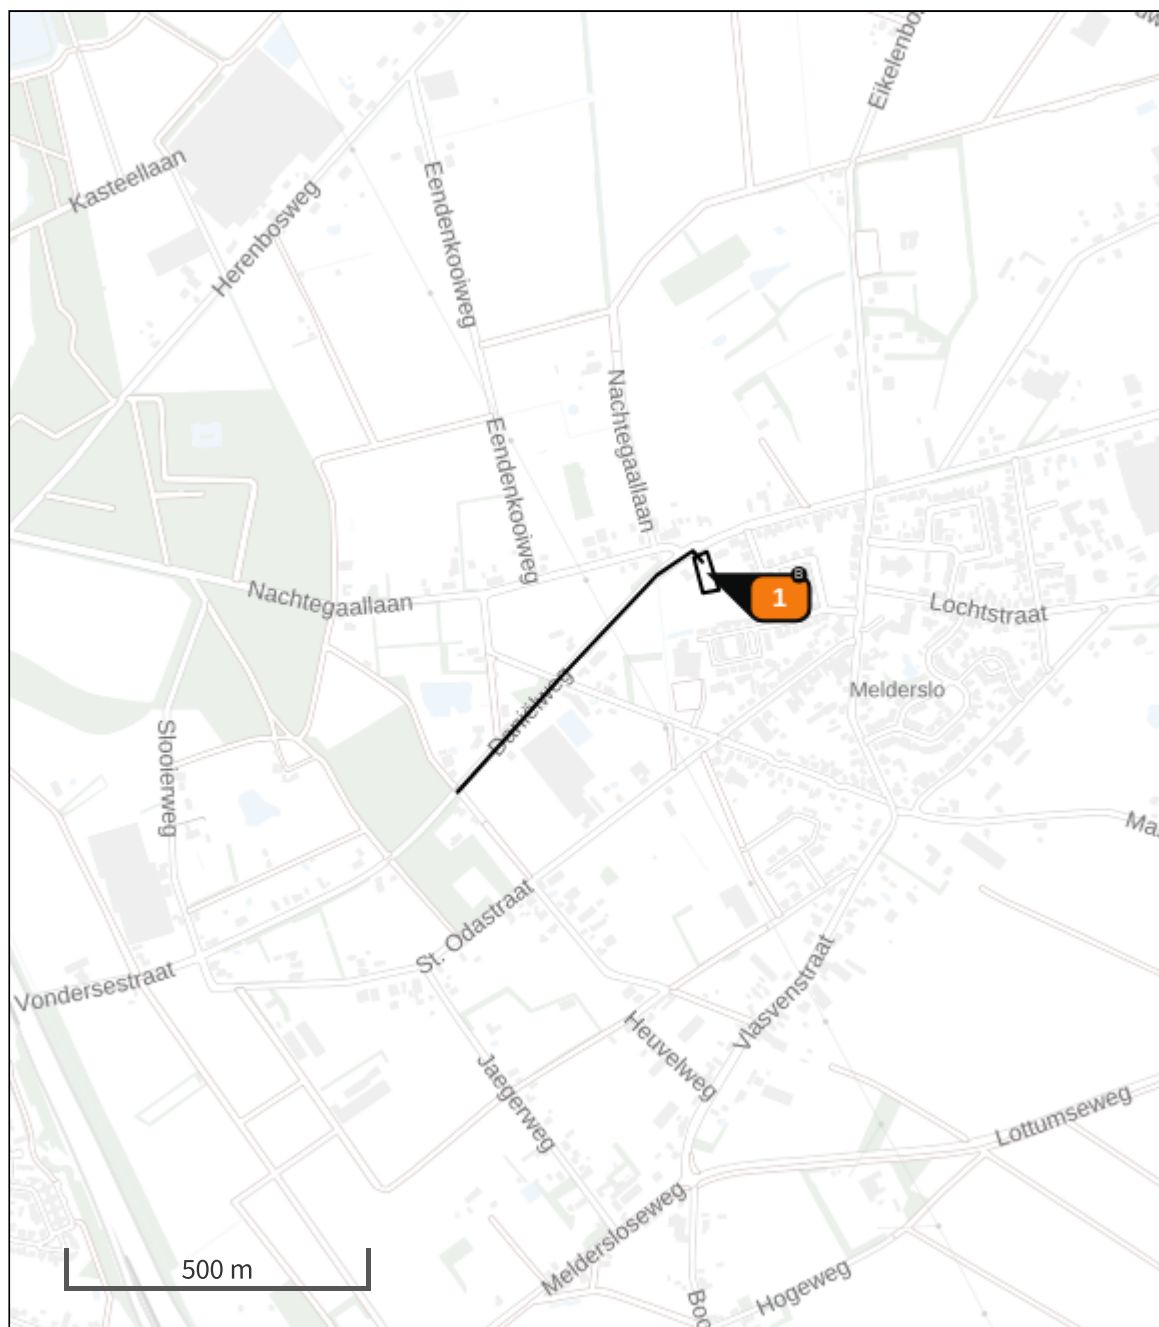 Kasteellaan
Herenbosweg
Eendenkooiweg
Eikelenbo
Nachtegaallaan
Eendenkooiweg
Nachtegaallaan
B
1
Lochtstraat
Melderslo
Slooierweg
St. Odastraat
Vondersestraat
Vlasvenstraat
Heuvelweg
Jaegerweg
Lottumseweg
Meldersloseweg
Hogeweg
500 m